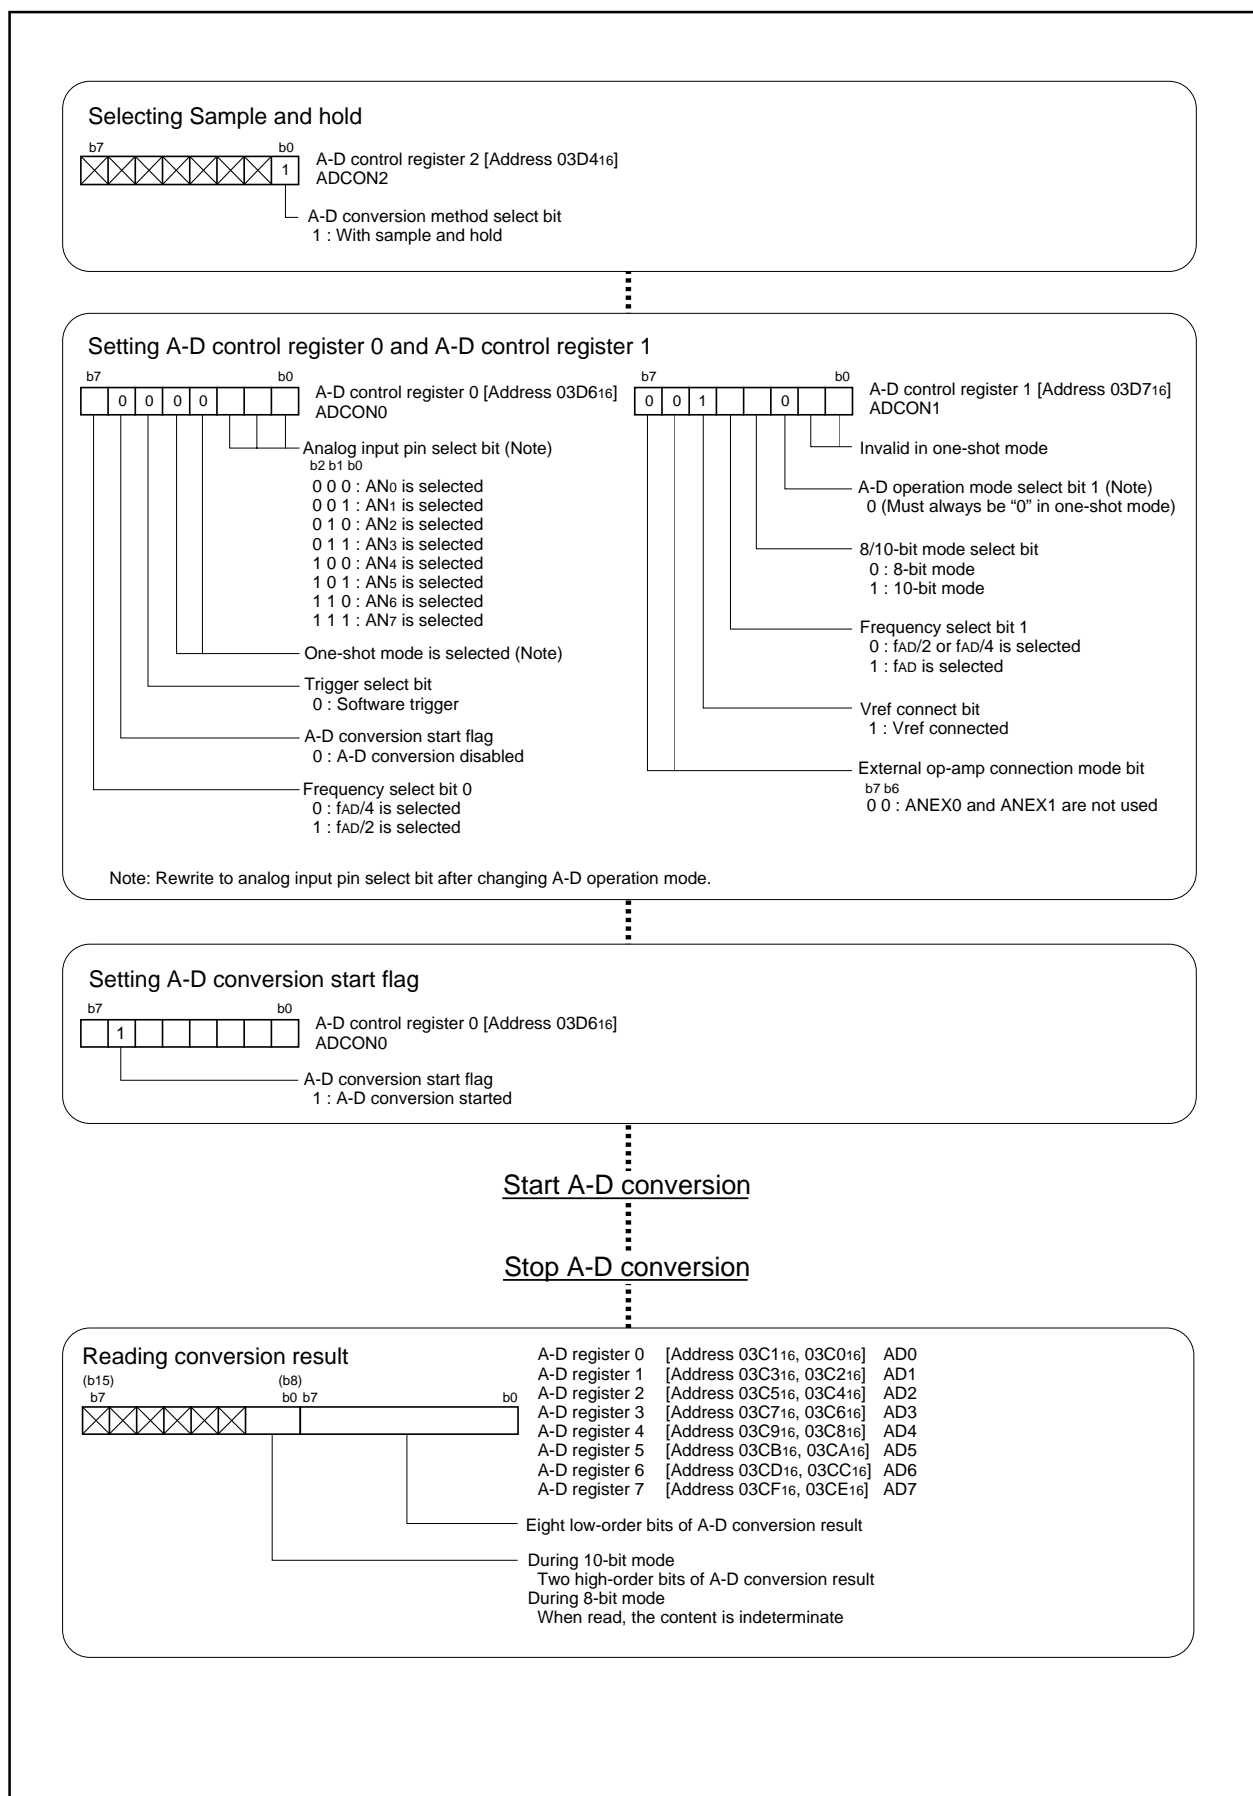 Selecting Sample and hold
b7 b0
1
A-D control register 2 [Address 03D416]
ADCON2
A-D conversion method select bit
1 : With sample and hold
Setting A-D control register 0 and A-D control register 1
b7 b0
0 0 0 0
A-D control register 0 [Address 03D616]
ADCON0
Analog input pin select bit (Note)
b2 b1 b0
0 0 0 : AN0 is selected
0 0 1 : AN1 is selected
0 1 0 : AN2 is selected
0 1 1 : AN3 is selected
1 0 0 : AN4 is selected
1 0 1 : AN5 is selected
1 1 0 : AN6 is selected
1 1 1 : AN7 is selected
One-shot mode is selected (Note)
Trigger select bit
0 : Software trigger
A-D conversion start flag
0 : A-D conversion disabled
Frequency select bit 0
0 : fAD/4 is selected
1 : fAD/2 is selected
b7 b0
0 0 1 0
A-D control register 1 [Address 03D716]
ADCON1
Invalid in one-shot mode
A-D operation mode select bit 1 (Note)
0 (Must always be “0” in one-shot mode)
8/10-bit mode select bit
0 : 8-bit mode
1 : 10-bit mode
Frequency select bit 1
0 : fAD/2 or fAD/4 is selected
1 : fAD is selected
Vref connect bit
1 : Vref connected
External op-amp connection mode bit
b7 b6
0 0 : ANEX0 and ANEX1 are not used
Note: Rewrite to analog input pin select bit after changing A-D operation mode.
Setting A-D conversion start flag
b7 b0
1
A-D control register 0 [Address 03D616]
ADCON0
A-D conversion start flag
1 : A-D conversion started
Start A-D conversion
Stop A-D conversion
Reading conversion result
(b15) (b8)
b7 b0 b7 b0
A-D register 0 [Address 03C116, 03C016] AD0
A-D register 1 [Address 03C316, 03C216] AD1
A-D register 2 [Address 03C516, 03C416] AD2
A-D register 3 [Address 03C716, 03C616] AD3
A-D register 4 [Address 03C916, 03C816] AD4
A-D register 5 [Address 03CB16, 03CA16] AD5
A-D register 6 [Address 03CD16, 03CC16] AD6
A-D register 7 [Address 03CF16, 03CE16] AD7
Eight low-order bits of A-D conversion result
During 10-bit mode
Two high-order bits of A-D conversion result
During 8-bit mode
When read, the content is indeterminate